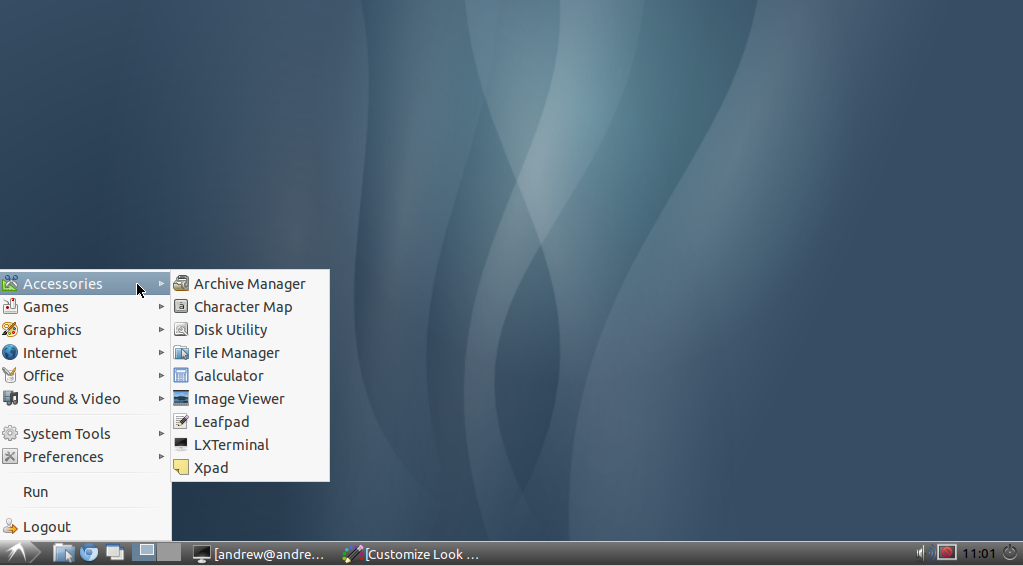 Accessories
Games
Graphics
Internet
Office
Sound & Video
System Tools
Preferences
Run
Logout
Archive Manager
Character Map
Disk Utility
File Manager
Galculator
Image Viewer
Leafpad
LXTerminal
Xpad
[andrew@andre...
[Customize Look ...
11:01